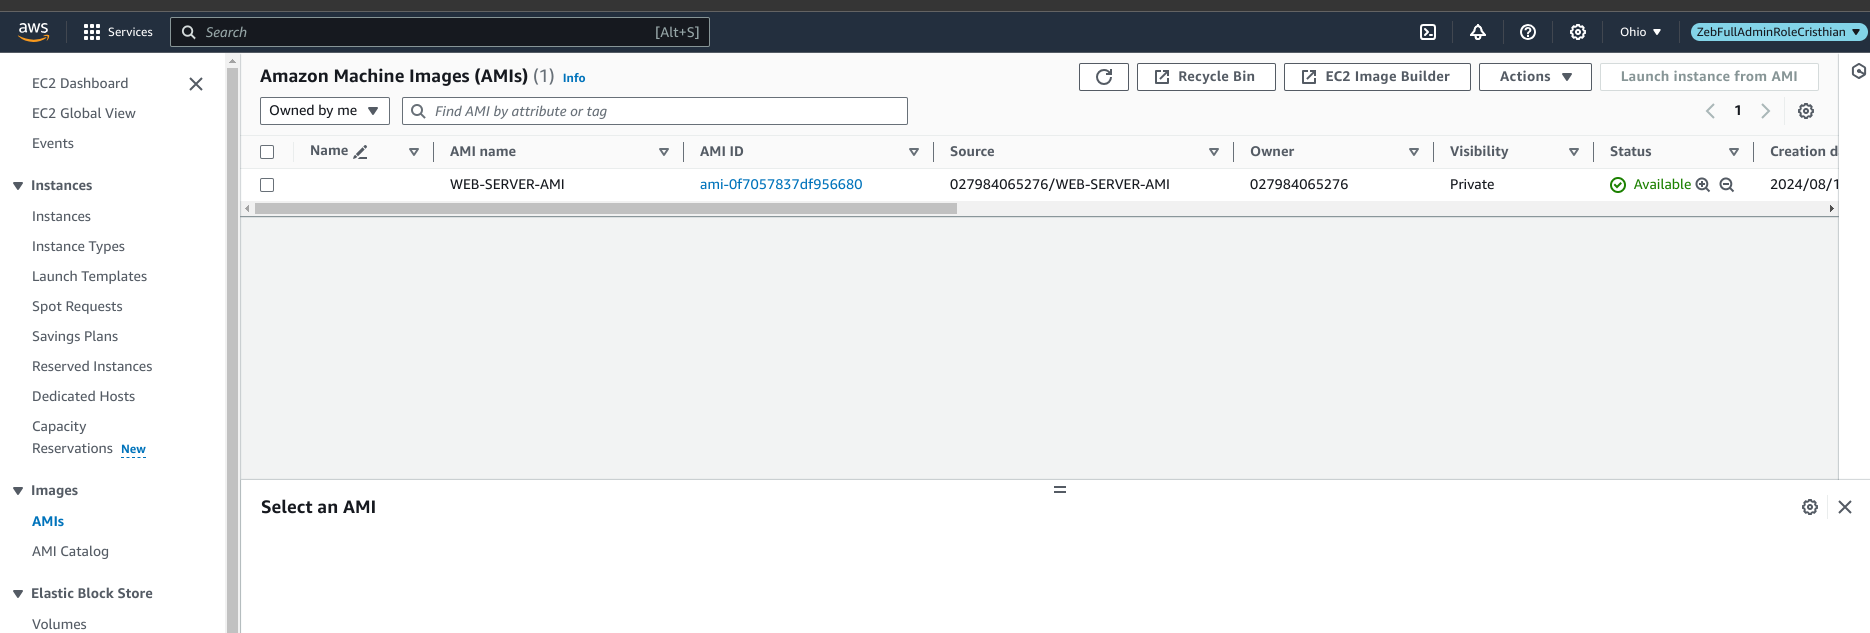 aws
Services
Search [Alt+S]
Ohio
ZebFullAdminRoleCristhian
EC2 Dashboard
EC2 Global View
Events
Instances
Instances
Instance Types
Launch Templates
Spot Requests
Savings Plans
Reserved Instances
Dedicated Hosts
Capacity
Reservations New
Images
AMIs
AMI Catalog
Elastic Block Store
Volumes
Amazon Machine Images (AMIs) (1) Info
Recycle Bin
EC2 Image Builder
Actions
Launch instance from AMI
Owned by me
Find AMI by attribute or tag
1
Name AMI name AMI ID Source Owner Visibility Status Creation d
WEB-SERVER-AMI ami-0f7057837df956680 027984065276/WEB-SERVER-AMI 027984065276 Private Available 2024/08/1
Select an AMI